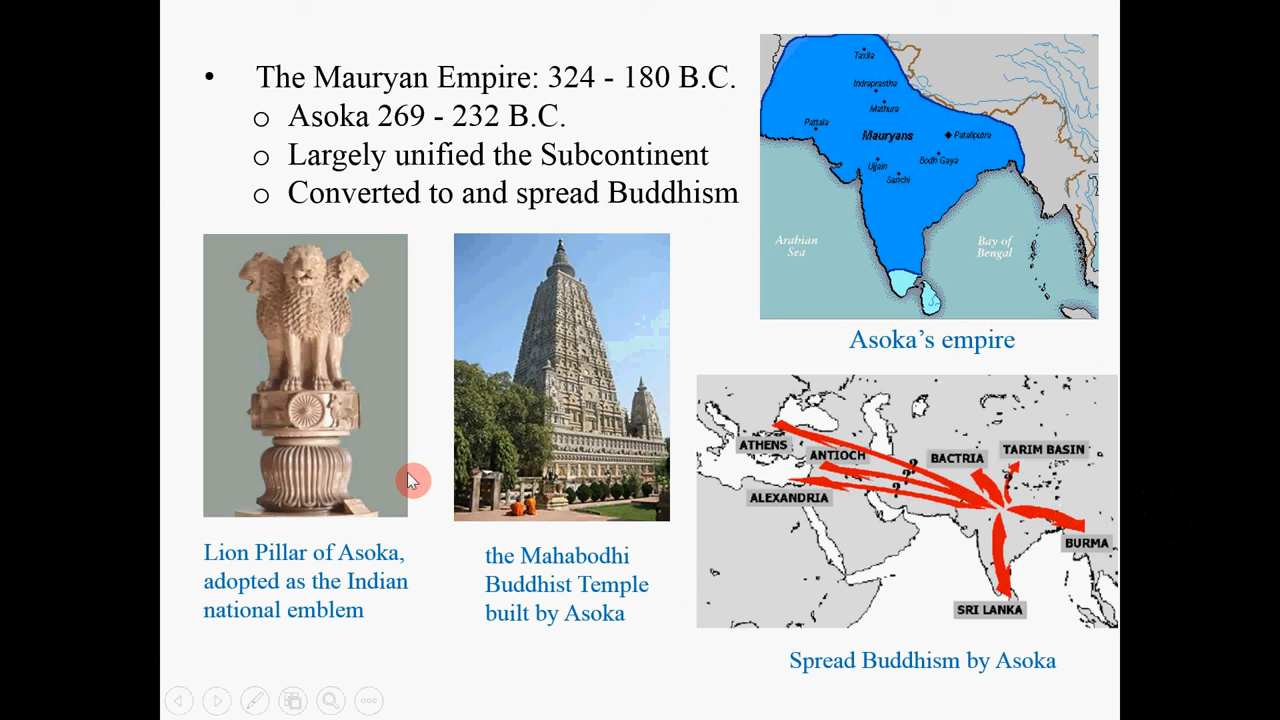 • The Mauryan Empire: 324 - 180 B.C.
o Asoka 269 - 232 B.C.
o Largely unified the Subcontinent
o Converted to and spread Buddhism
Taxila
Indraprastha
Mathura
Pattala
Mauryans
Pataliputra
Ujjain
Bodh Gaya
Sanchi
Arabian
Sea
Bay of
Bengal
Asoka’s empire
Lion Pillar of Asoka,
adopted as the Indian
national emblem
the Mahabodhi
Buddhist Temple
built by Asoka
ATHENS
ANTIOCH
BACTRIA
TARIM BASIN
?
?
?
?
ALEXANDRIA
BURMA
SRI LANKA
Spread Buddhism by Asoka